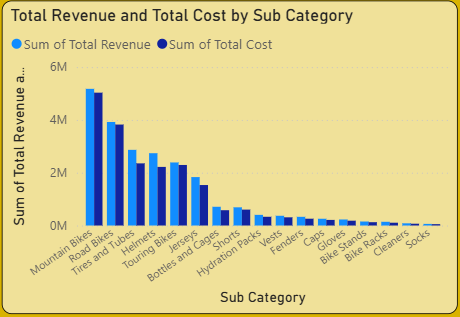 Total Revenue and Total Cost by Sub Category
Sum of Total Revenue Sum of Total Cost
Sum of Total Revenue a...
6M
4M
2M
0M
Mountain Bikes
Road Bikes
Tires and Tubes
Helmets
Touring Bikes
Jerseys
Bottles and Cages
Shorts
Hydration Packs
Vests
Fenders
Caps
Gloves
Bike Stands
Bike Racks
Cleaners
Socks
Sub Category